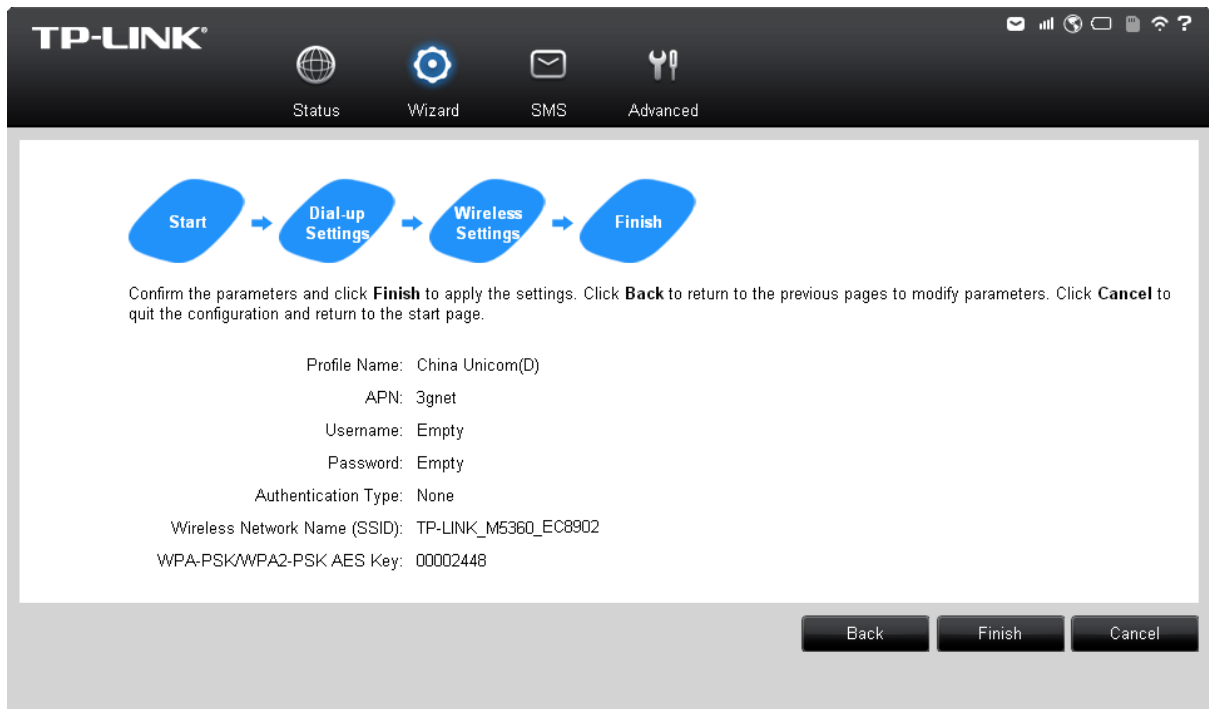 TP-LINK®
?
Status Wizard SMS Advanced
Start Dial-up Settings Wireless Settings Finish
Confirm the parameters and click Finish to apply the settings. Click Back to return to the previous pages to modify parameters. Click Cancel to
quit the configuration and return to the start page.
Profile Name: China Unicom(D)
APN: 3gnet
Username: Empty
Password: Empty
Authentication Type: None
Wireless Network Name (SSID): TP-LINK_M5360_EC8902
WPA-PSK/WPA2-PSK AES Key: 00002448
Back Finish Cancel